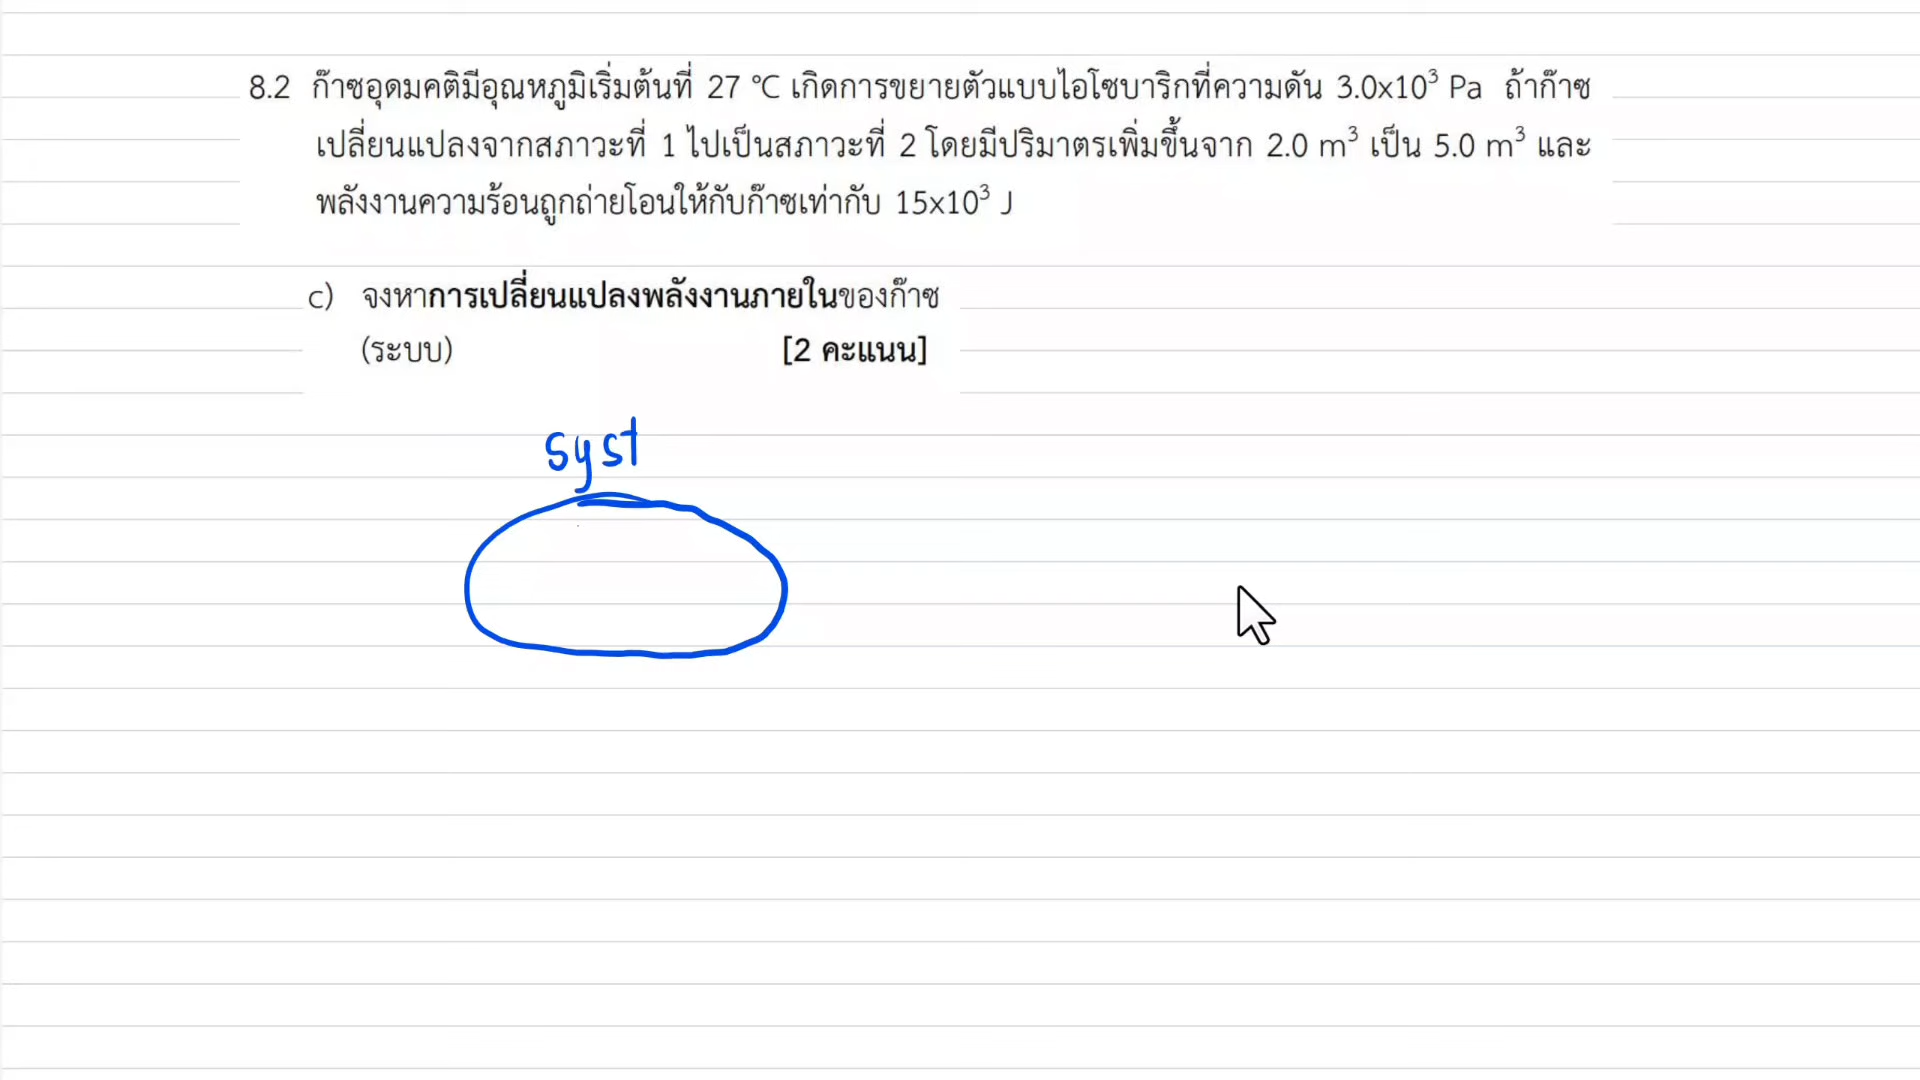 8.2 ก๊าซอุดมคติมีอุณหภูมิเริ่มต้นที่ 27 °C เกิดการขยายตัวแบบไอโซบาริกที่ความดัน 3.0x10³ Pa ถ้าก๊าซ
เปลี่ยนแปลงจากสภาวะที่ 1 ไปเป็นสภาวะที่ 2 โดยมีปริมาตรเพิ่มขึ้นจาก 2.0 m³ เป็น 5.0 m³ และ
พลังงานความร้อนถูกถ่ายโอนให้กับก๊าซเท่ากับ 15x10³ J
c) จงหาการเปลี่ยนแปลงพลังงานภายในของก๊าซ
(ระบบ) [2 คะแนน]
syst